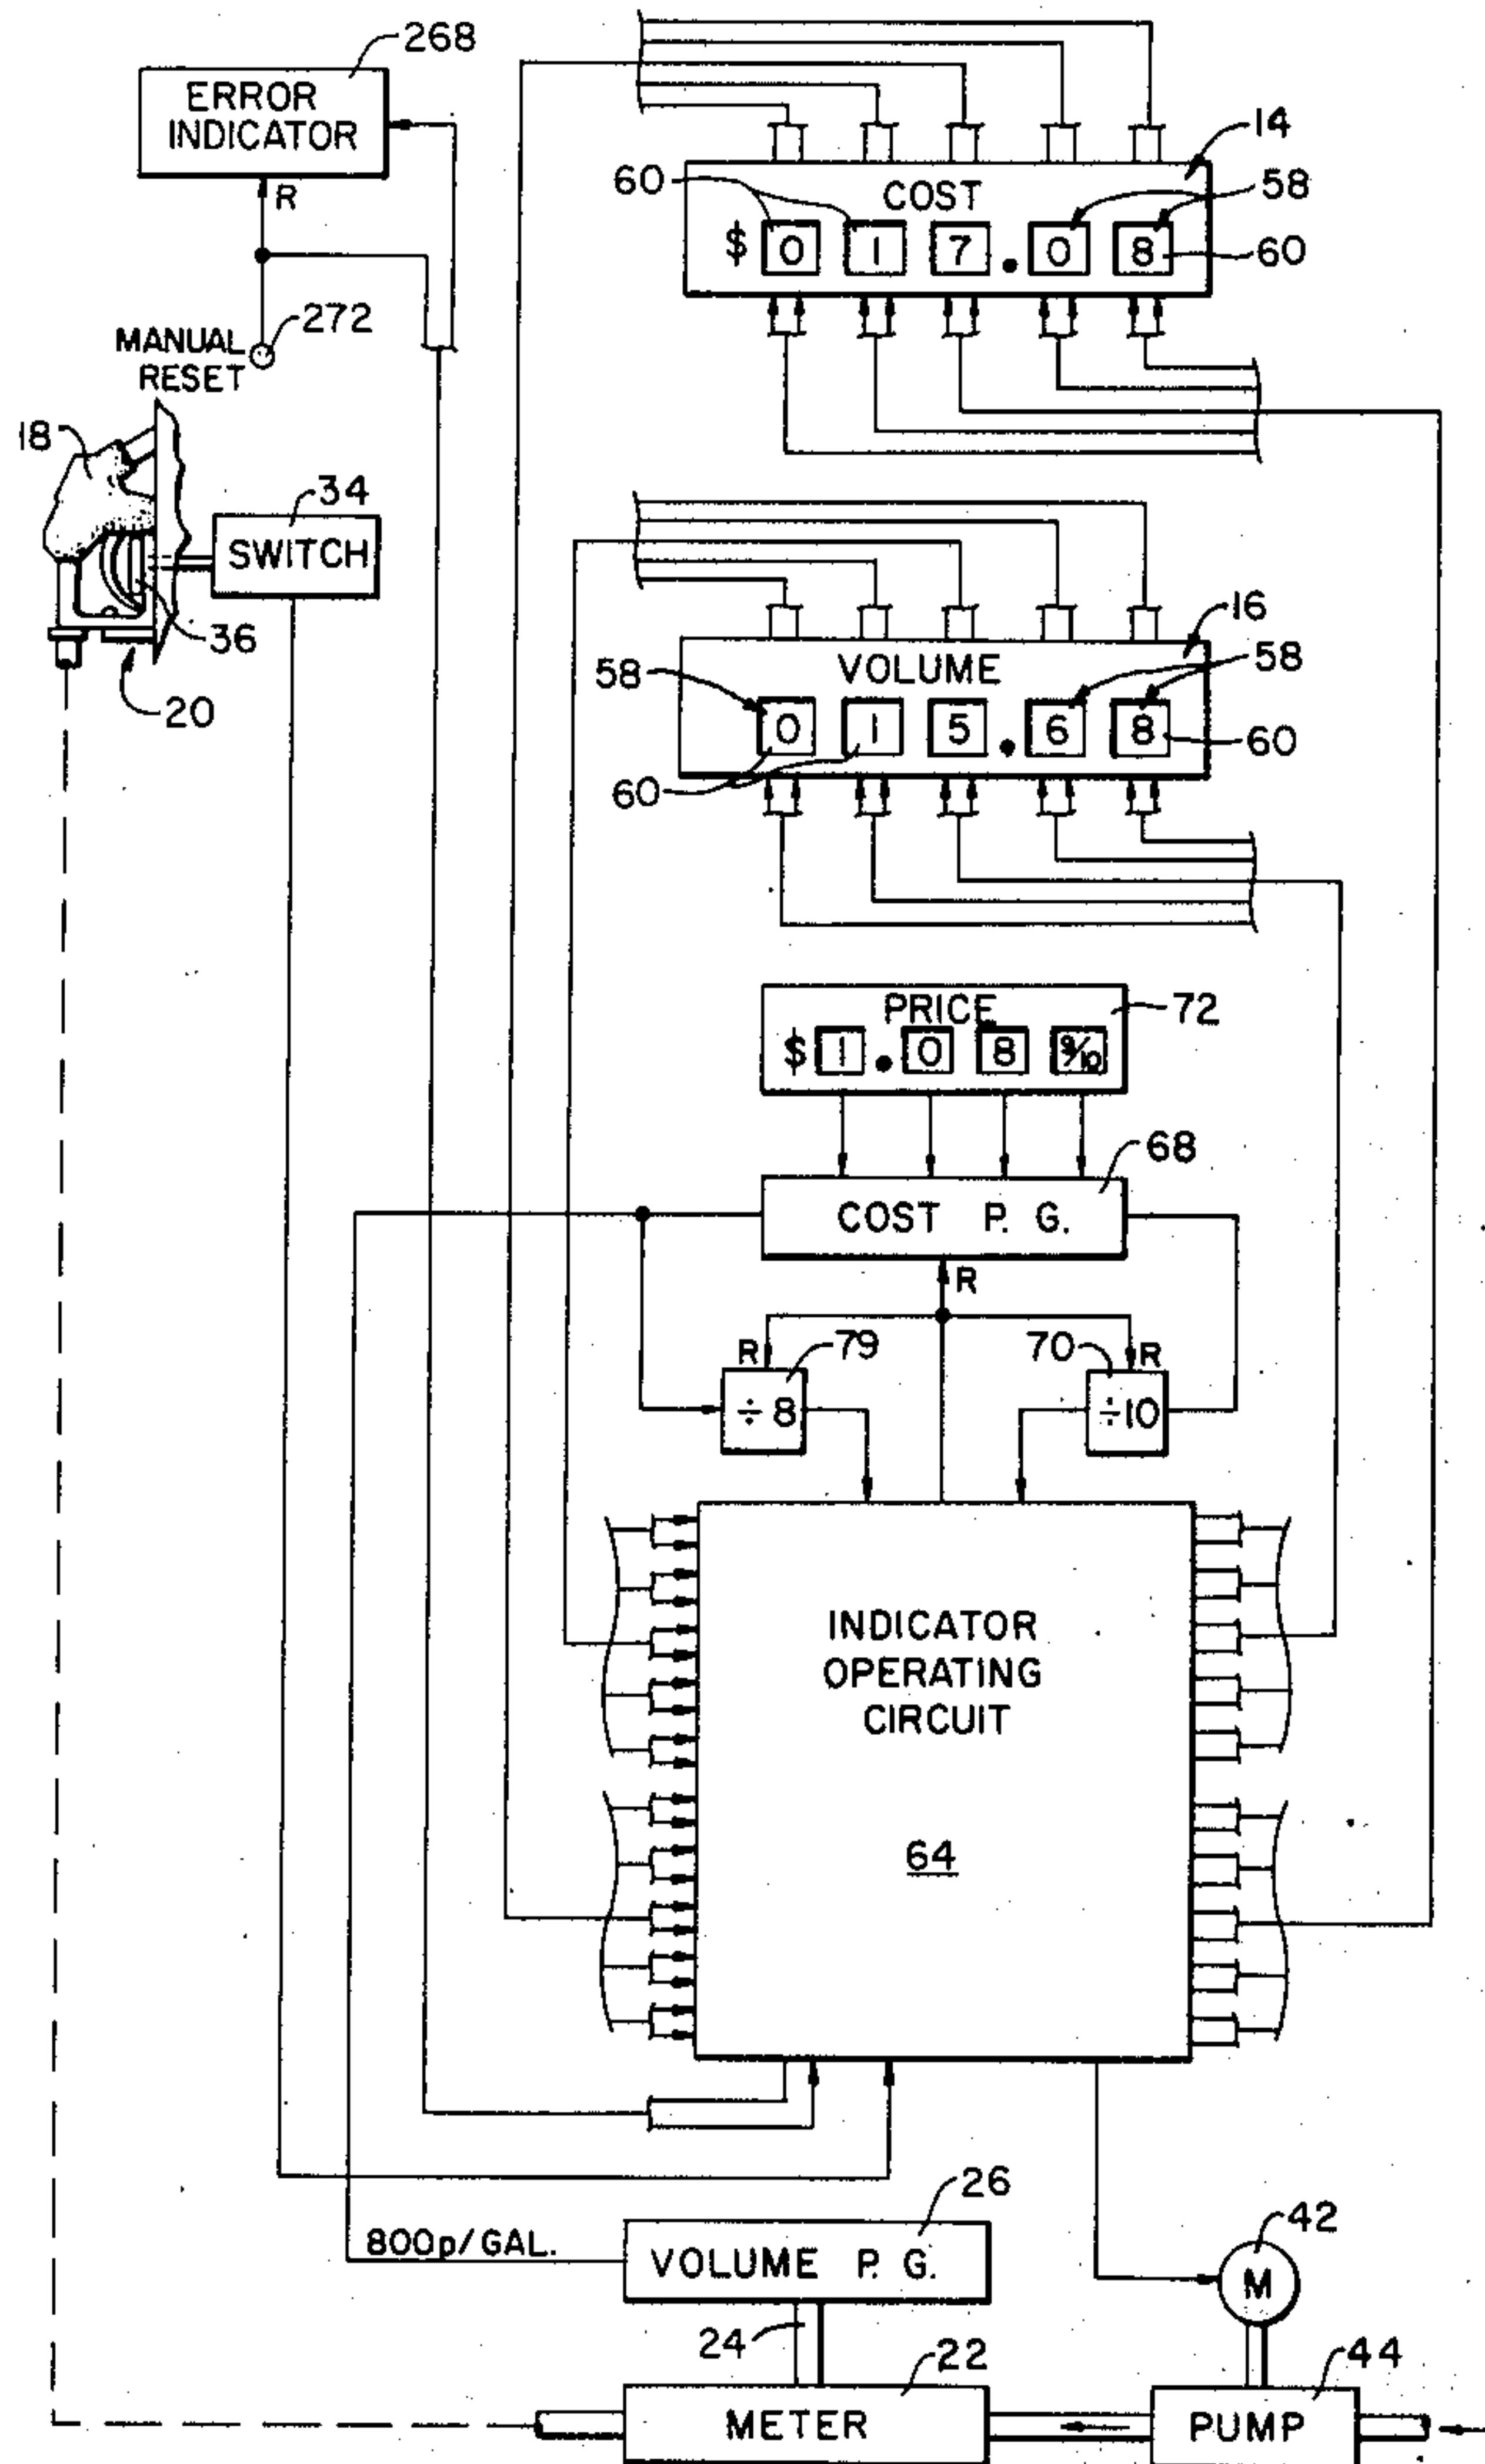 268
ERROR
INDICATOR
R
272
MANUAL
RESET
18
34
SWITCH
36
20
14
COST
60
58
$ 0 1 7 . 0 8
60
16
VOLUME
58
58
0 1 5 . 6 8
60
60
PRICE
72
$ 1 . 0 8 9/10
68
COST P. G.
R
R
79
70
R
÷ 8
÷10
INDICATOR
OPERATING
CIRCUIT
64
26
800p/GAL.
VOLUME P. G.
42
M
24
22
44
METER
PUMP